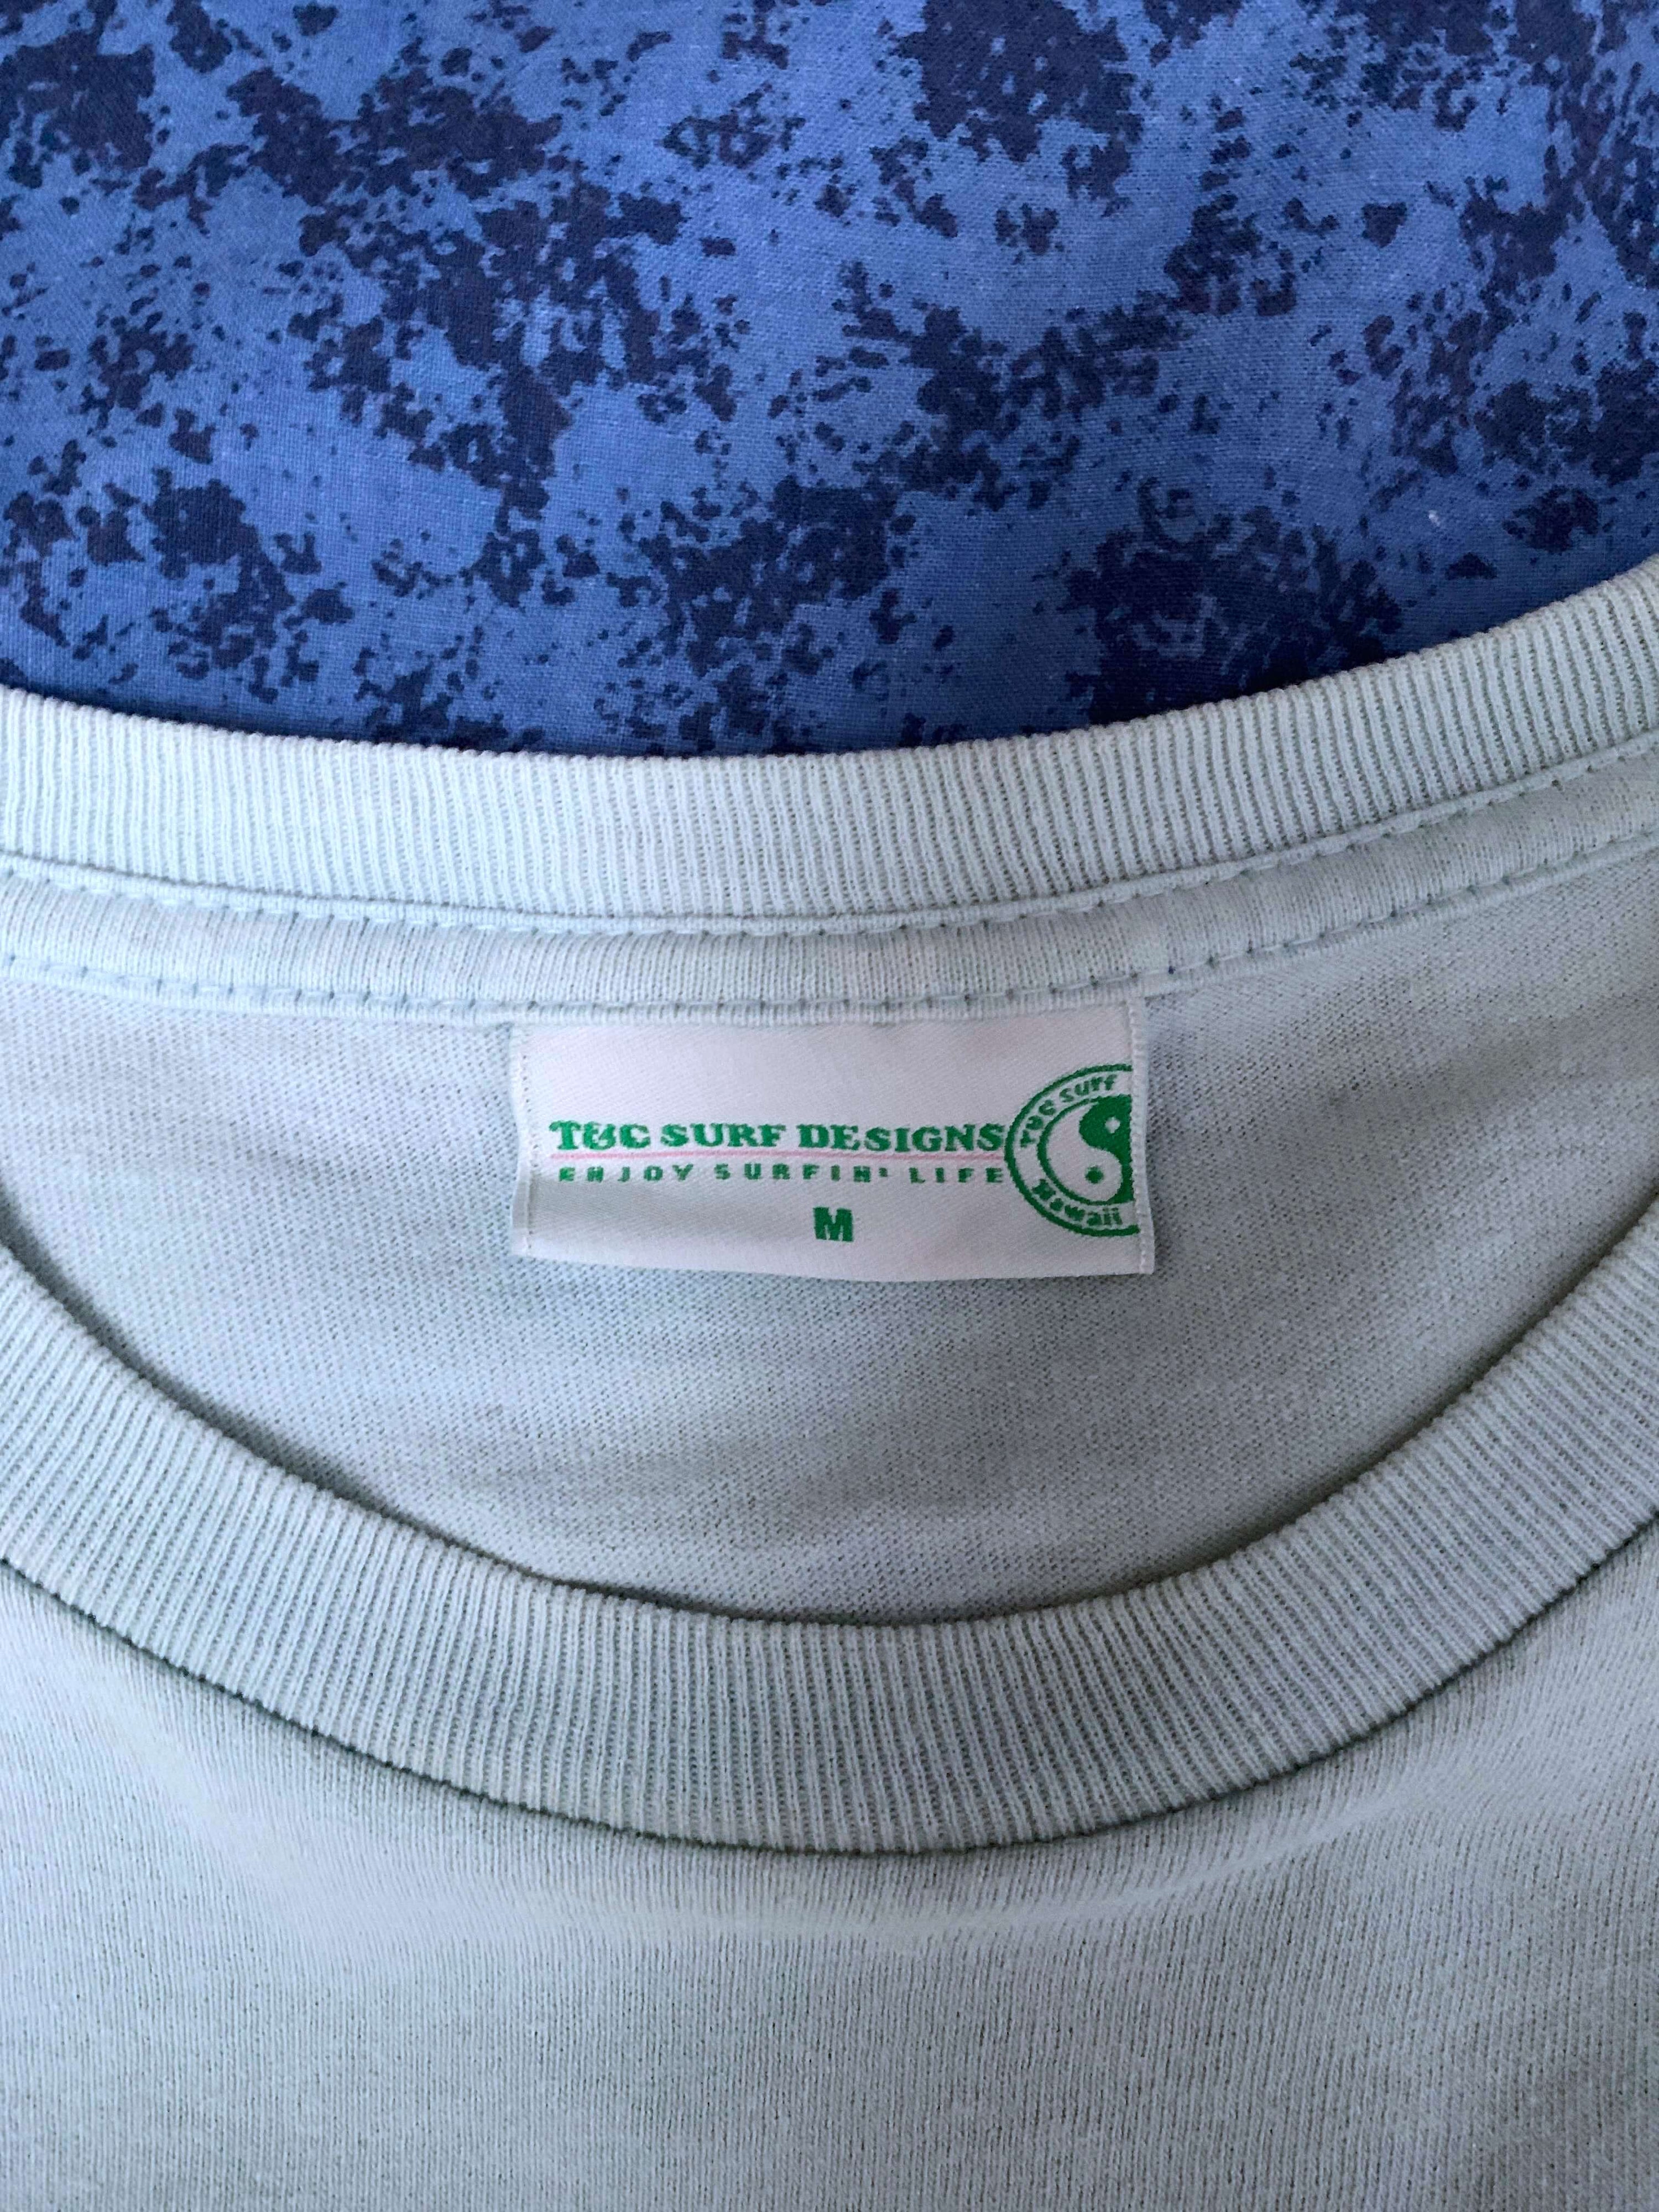 T&C SURF DESIGNS
ENJOY SURFIN' LIFE
M
T&C Surf
Hawaii